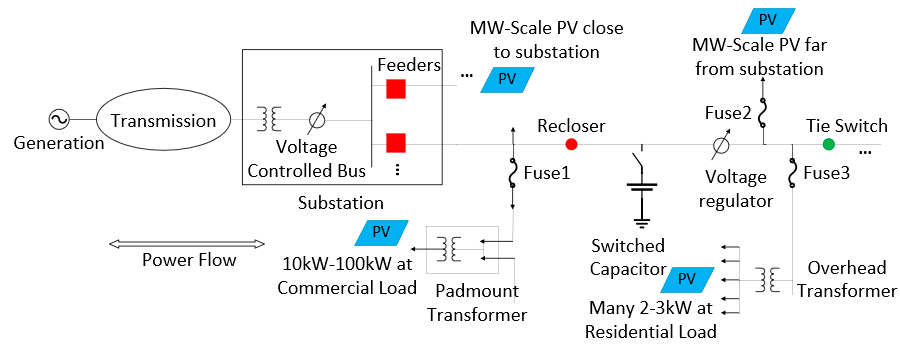 PV
MW-Scale PV close
to substation
PV
MW-Scale PV far
from substation
Feeders
...
Fuse2
Generation
Transmission
Voltage
Controlled Bus
...
Substation
Recloser
Fuse1
Voltage
regulator
Tie Switch
...
Fuse3
Power Flow
PV
10kW-100kW at
Commercial Load
Padmount
Transformer
Switched
Capacitor
PV
Many 2-3kW at
Residential Load
Overhead
Transformer